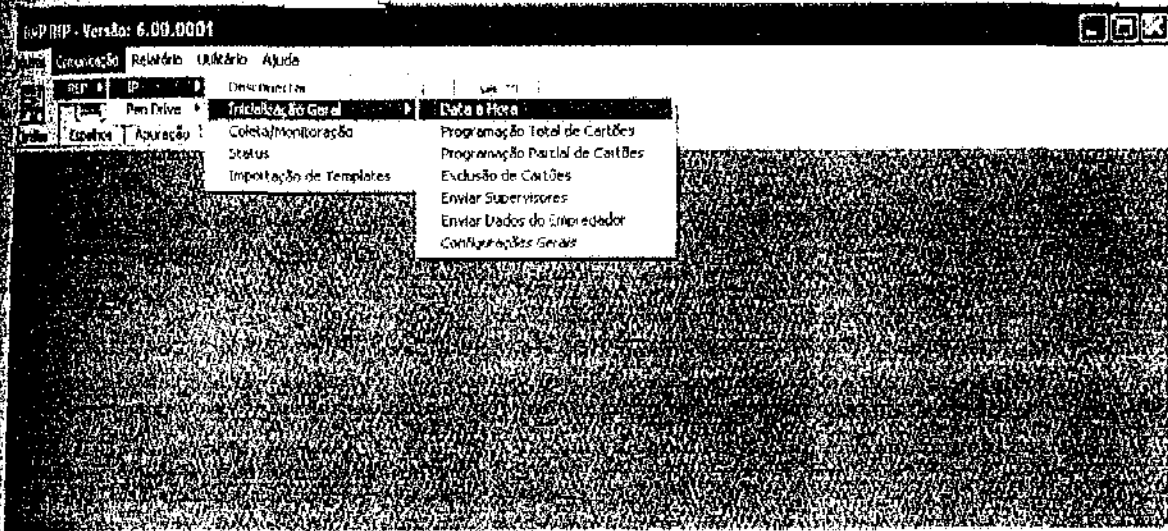 Versão: 6.00.0001
Comunicação Relatório Utilitário Ajuda
REP IP Desconectar
Pen Drive Inicialização Geral Data e Hora
Espelhos Apuração Coleta/Monitoração Programação Total de Cartões
Status Programação Parcial de Cartões
Importação de Templates Exclusão de Cartões
Enviar Supervisores
Enviar Dados do Empregador
Configurações Gerais